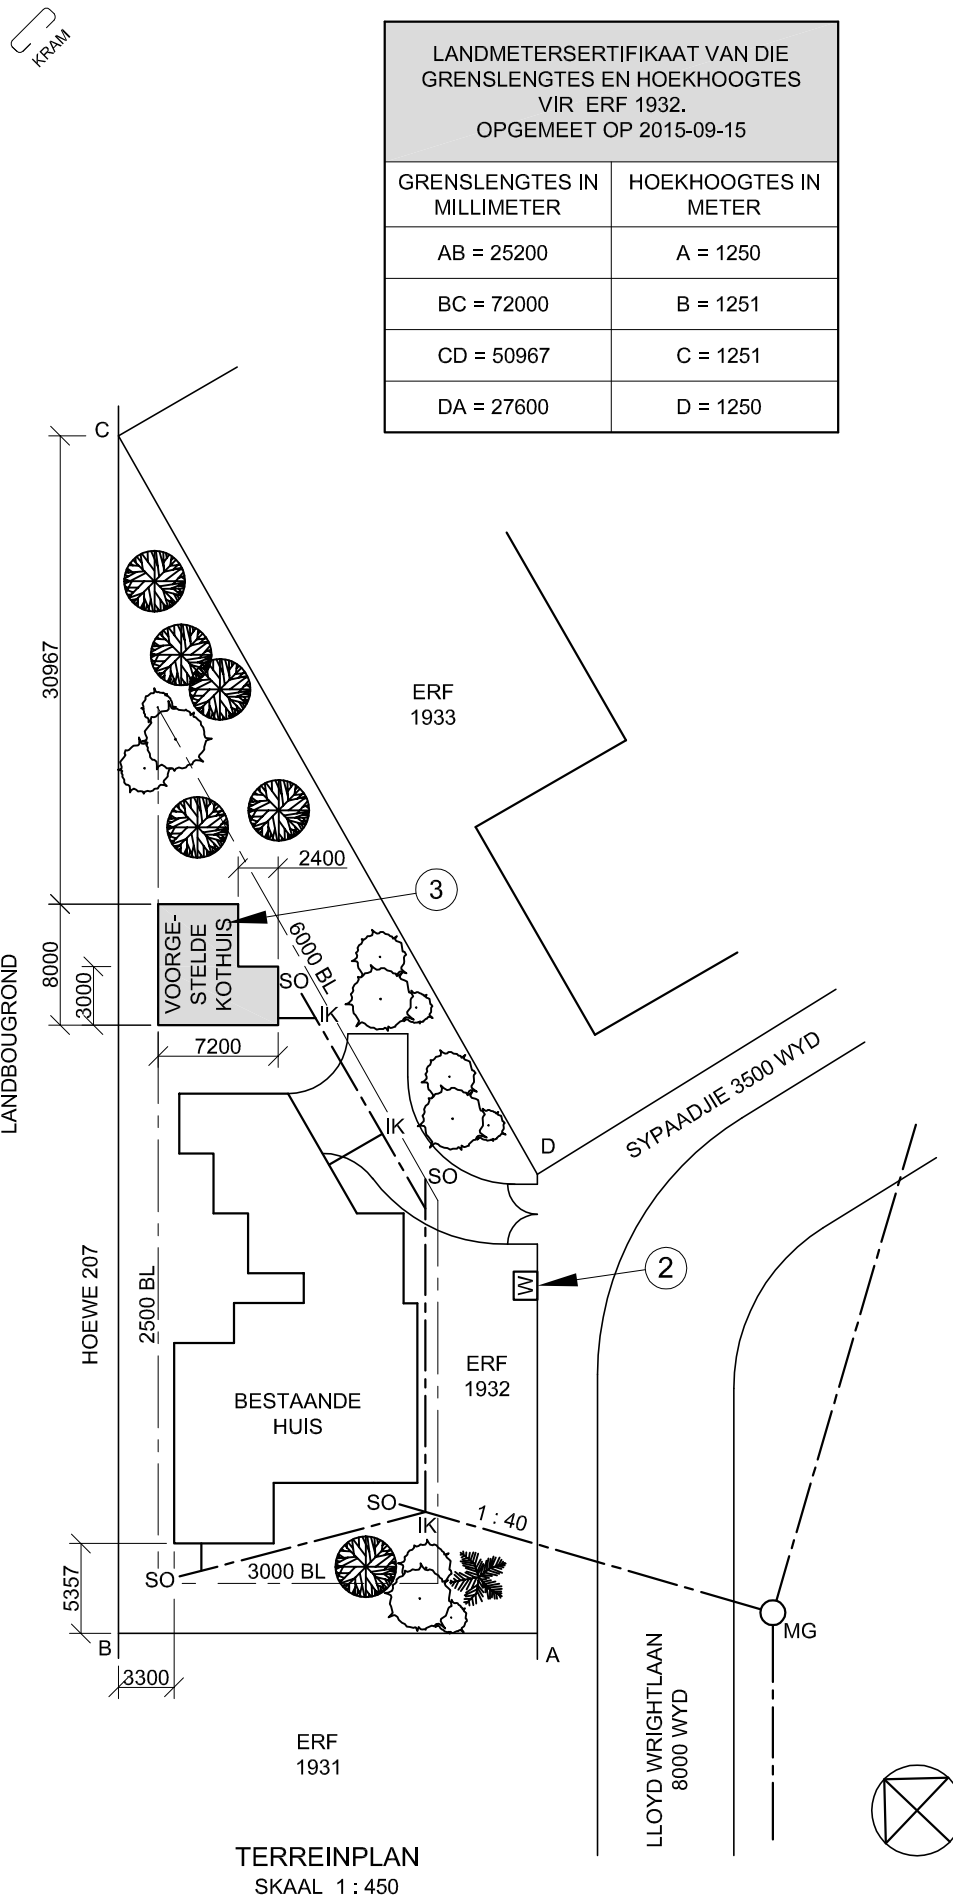 KRAM
LANDMETERSERTIFIKAAT VAN DIE
GRENSLENGTES EN HOEKHOOGTES
VIR ERF 1932.
OPGEMEET OP 2015-09-15
GRENSLENGTES IN
MILLIMETER
HOEKHOOGTES IN
METER
AB = 25200
A = 1250
BC = 72000
B = 1251
CD = 50967
C = 1251
DA = 27600
D = 1250
C
30967
ERF
1933
2400
3
8000
3000
VOORGE-
STELDE
KOTHUIS
6000 BL
SO
IK
7200
LANDBOUGROND
SYPAADJIE 3500 WYD
IK
D
SO
HOEWE 207
2500 BL
W
2
ERF
1932
BESTAANDE
HUIS
SO
IK
1 : 40
5357
SO
3000 BL
MG
B
A
3300
LLOYD WRIGHTLAAN
8000 WYD
ERF
1931
TERREINPLAN
SKAAL 1 : 450